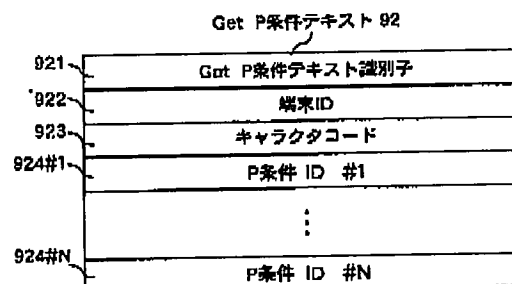 Get P条件テキスト 92
921 Get P条件テキスト識別子
922 端末ID
923 キャラクタコード
924#1 P条件 ID #1
924#N P条件 ID #N